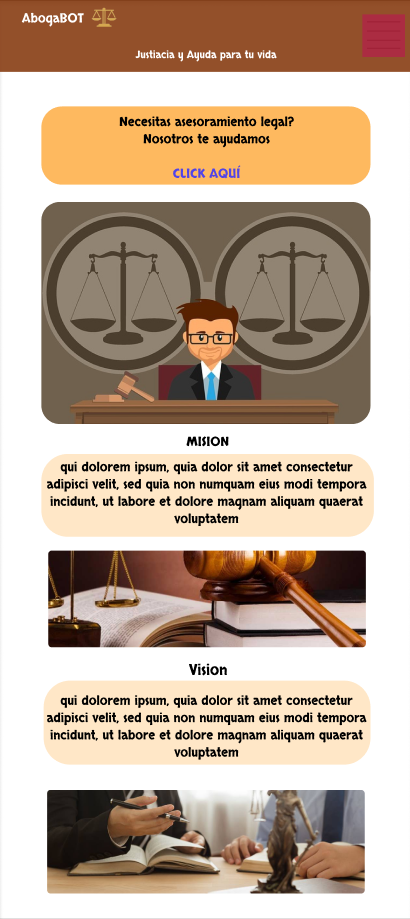 AbogaBOT
Justiacia y Ayuda para tu vida
Necesitas asesoramiento legal?
Nosotros te ayudamos
CLICK AQUÍ
MISION
qui dolorem ipsum, quia dolor sit amet consectetur
adipisci velit, sed quia non numquam eius modi tempora
incidunt, ut labore et dolore magnam aliquam quaerat
voluptatem
Vision
qui dolorem ipsum, quia dolor sit amet consectetur
adipisci velit, sed quia non numquam eius modi tempora
incidunt, ut labore et dolore magnam aliquam quaerat
voluptatem